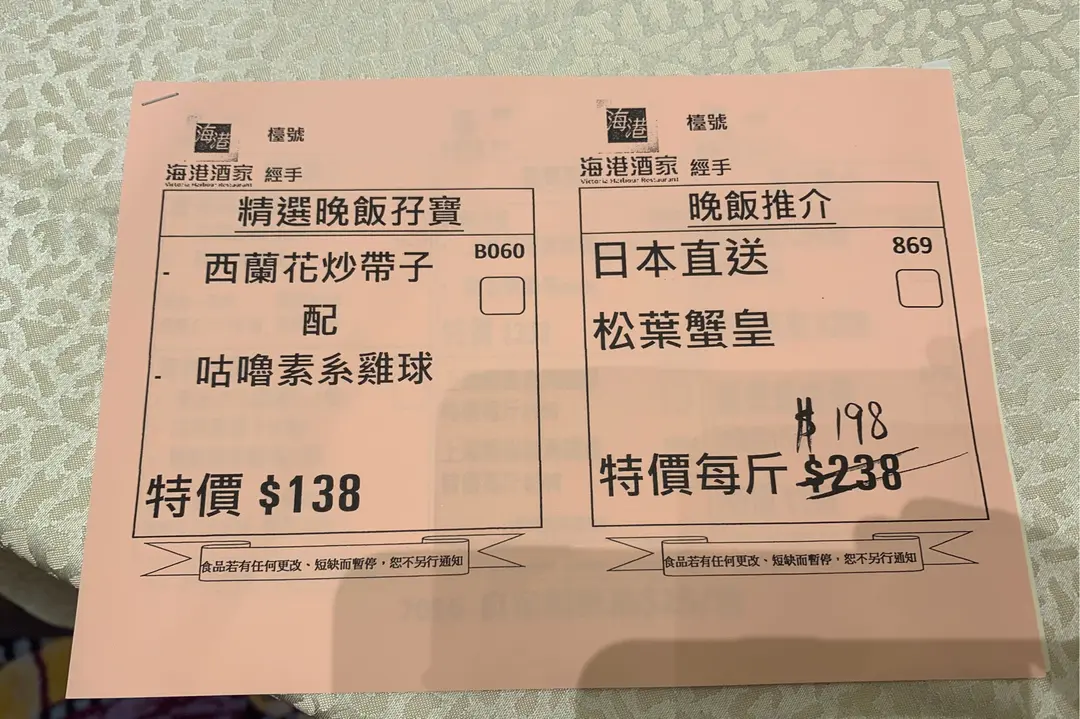 海港
檯號
海港酒家 經手
Victoria Harbour Restaurant
精選晚飯孖寶
B060
- 西蘭花炒帶子
配
- 咕嚕素系雞球
特價 $138
食品若有任何更改、短缺而暫停，恕不另行通知
海港
檯號
海港酒家 經手
Victoria Harbour Restaurant
晚飯推介
869
日本直送
松葉蟹皇
$198
特價每斤 $238
食品若有任何更改、短缺而暫停，恕不另行通知